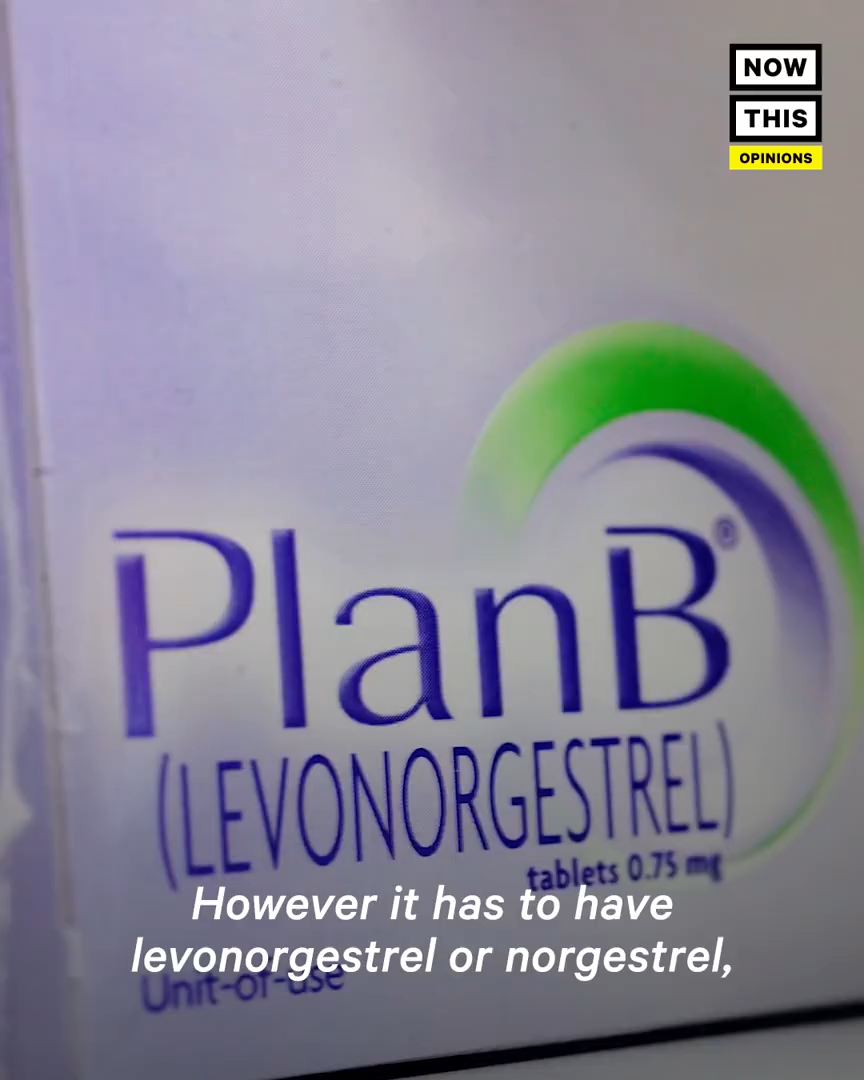 NOW
THIS
OPINIONS
PlanB®
(LEVONORGESTREL)
tablets 0.75 mg
However it has to have
levonorgestrel or norgestrel,
Unit-of-use